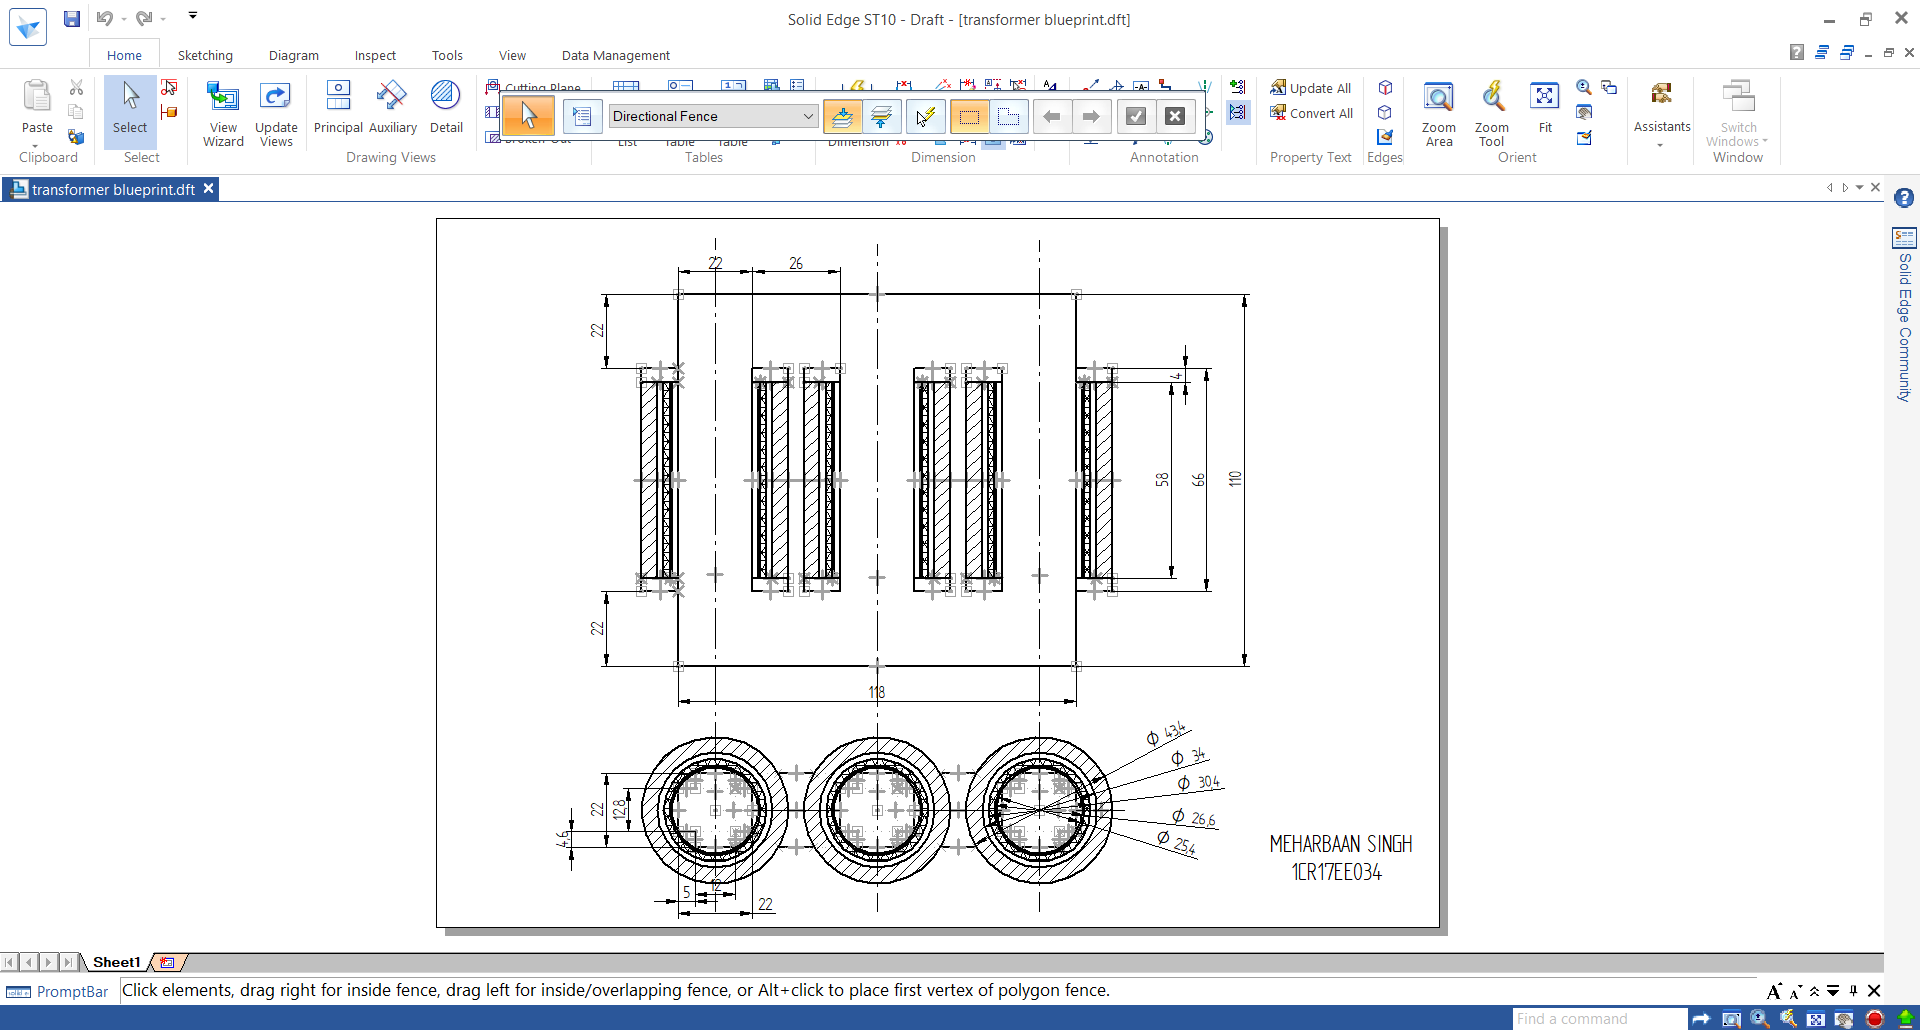 Solid Edge ST10 - Draft - [transformer blueprint.dft]
Home Sketching Diagram Inspect Tools View Data Management
Paste
Clipboard
Select
Select
View Wizard
Update Views
Principal Auxiliary Detail
Drawing Views
Cutting Plane
Broken-Out
Directional Fence
List Table Table
Tables
Dimension
Dimension
Annotation
Update All
Convert All
Property Text
Edges
Zoom Area
Zoom Tool
Fit
Orient
Assistants
Switch Windows
Window
transformer blueprint.dft
Solid Edge Community
22 26
22
4
58
66
110
22
118
Φ 43,4
Φ 34
Φ 30,4
Φ 26,6
Φ 25,4
22
12,8
4,6
5
12
22
MEHARBAAN SINGH
1CR17EE034
Sheet1
PromptBar
Click elements, drag right for inside fence, drag left for inside/overlapping fence, or Alt+click to place first vertex of polygon fence.
Find a command